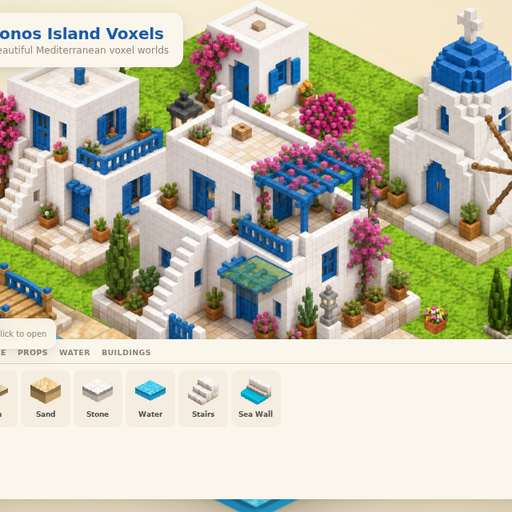 onos Island Voxels
eautiful Mediterranean voxel worlds
lick to open
E PROPS WATER BUILDINGS
Sand Stone Water Stairs Sea Wall